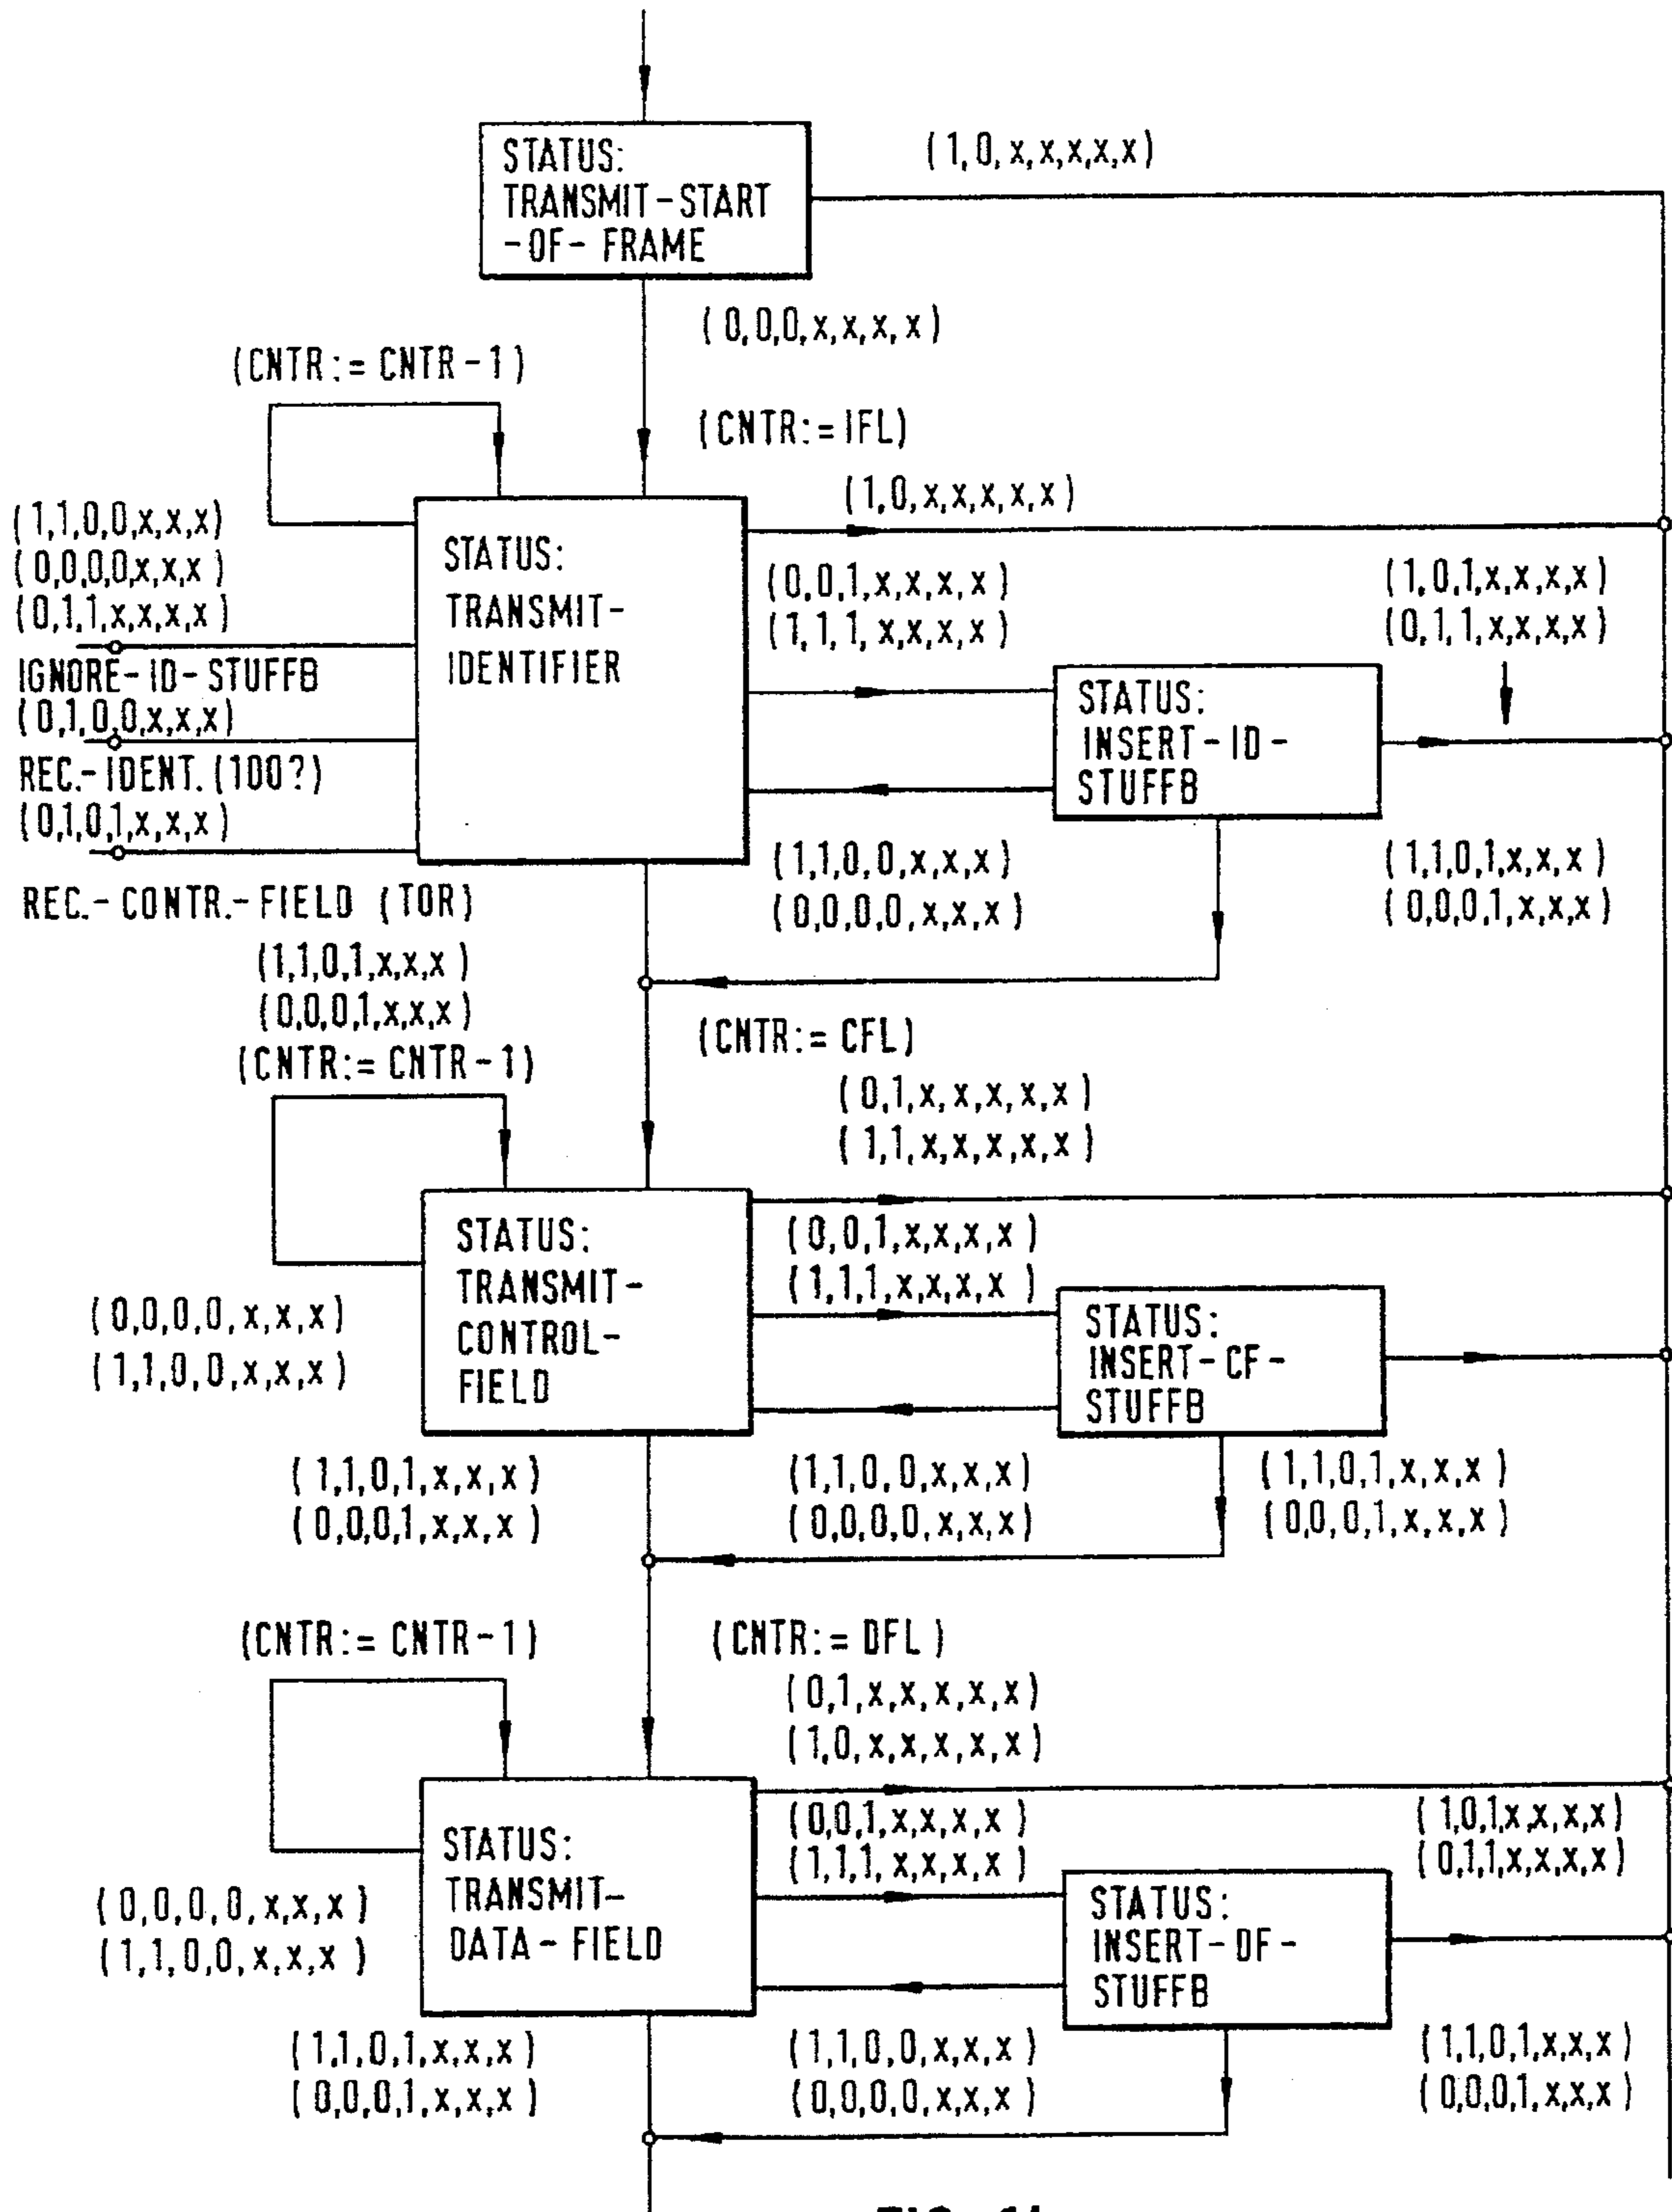 STATUS:
TRANSMIT-START
-OF- FRAME
(1,0,x,x,x,x,x)
(0,0,0,x,x,x,x)
(CNTR:= CNTR-1)
(CNTR:= IFL)
(1,0,x,x,x,x,x)
(1,1,0,0,x,x,x)
(0,0,0,0,x,x,x)
(0,1,1,x,x,x,x)
IGNORE-ID-STUFFB
(0,1,0,0,x,x,x)
REC.-IDENT.(100?)
(0,1,0,1,x,x,x)
REC.-CONTR.-FIELD (TOR)
STATUS:
TRANSMIT-
IDENTIFIER
(0,0,1,x,x,x,x)
(1,1,1,x,x,x,x)
(1,0,1,x,x,x,x)
(0,1,1,x,x,x,x)
STATUS:
INSERT-ID-
STUFFB
(1,1,0,0,x,x,x)
(0,0,0,0,x,x,x)
(1,1,0,1,x,x,x)
(0,0,0,1,x,x,x)
(1,1,0,1,x,x,x)
(0,0,0,1,x,x,x)
(CNTR:= CNTR-1)
(CNTR:= CFL)
(0,1,x,x,x,x,x)
(1,1,x,x,x,x,x)
STATUS:
TRANSMIT-
CONTROL-
FIELD
(0,0,1,x,x,x,x)
(1,1,1,x,x,x,x)
STATUS:
INSERT-CF-
STUFFB
(0,0,0,0,x,x,x)
(1,1,0,0,x,x,x)
(1,1,0,1,x,x,x)
(0,0,0,1,x,x,x)
(1,1,0,0,x,x,x)
(0,0,0,0,x,x,x)
(1,1,0,1,x,x,x)
(0,0,0,1,x,x,x)
(CNTR:= CNTR-1)
(CNTR:= DFL)
(0,1,x,x,x,x,x)
(1,0,x,x,x,x,x)
STATUS:
TRANSMIT-
DATA-FIELD
(0,0,1,x,x,x,x)
(1,1,1,x,x,x,x)
(1,0,1,x,x,x,x)
(0,1,1,x,x,x,x)
STATUS:
INSERT-DF-
STUFFB
(0,0,0,0,x,x,x)
(1,1,0,0,x,x,x)
(1,1,0,1,x,x,x)
(0,0,0,1,x,x,x)
(1,1,0,0,x,x,x)
(0,0,0,0,x,x,x)
(1,1,0,1,x,x,x)
(0,0,0,1,x,x,x)